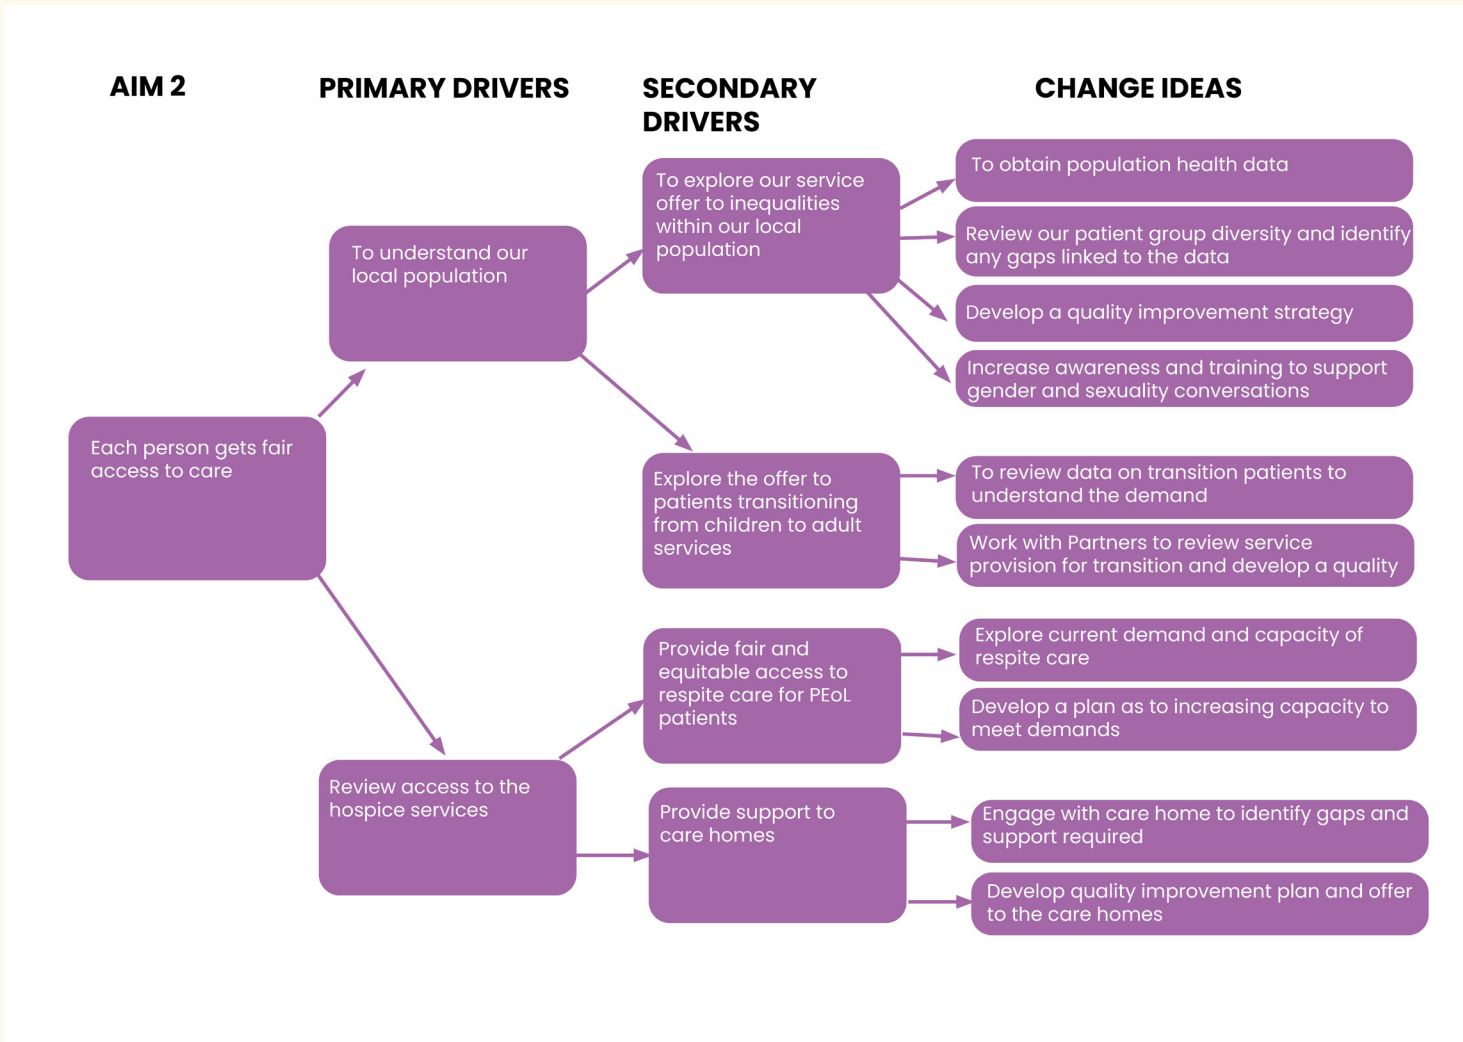 AIM 2
PRIMARY DRIVERS
SECONDARY
DRIVERS
CHANGE IDEAS
Each person gets fair
access to care
To understand our
local population
Review access to the
hospice services
To explore our service
offer to inequalities
within our local
population
Explore the offer to
patients transitioning
from children to adult
services
Provide fair and
equitable access to
respite care for PEoL
patients
Provide support to
care homes
To obtain population health data
Review our patient group diversity and identify
any gaps linked to the data
Develop a quality improvement strategy
Increase awareness and training to support
gender and sexuality conversations
To review data on transition patients to
understand the demand
Work with Partners to review service
provision for transition and develop a quality
Explore current demand and capacity of
respite care
Develop a plan as to increasing capacity to
meet demands
Engage with care home to identify gaps and
support required
Develop quality improvement plan and offer
to the care homes